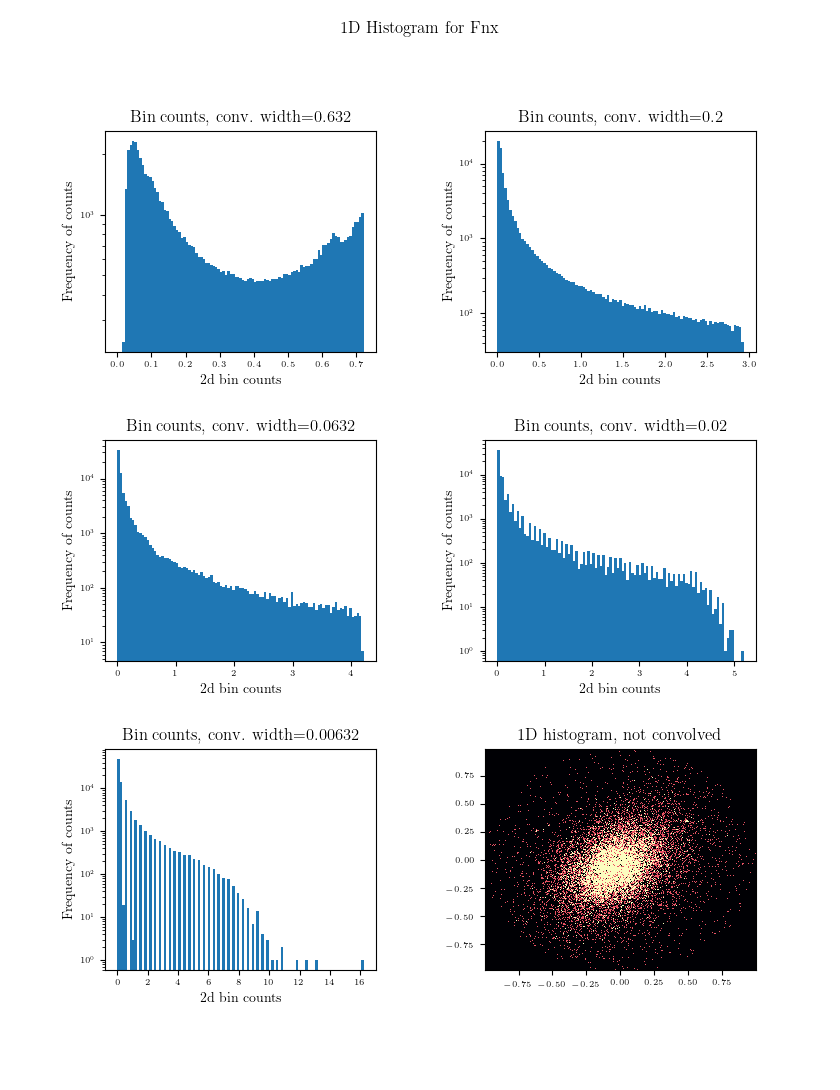 1D Histogram for Fnx
Bin counts, conv. width=0.632
Frequency of counts
10³
0.0 0.1 0.2 0.3 0.4 0.5 0.6 0.7
2d bin counts
Bin counts, conv. width=0.2
Frequency of counts
10⁴
10³
10²
0.0 0.5 1.0 1.5 2.0 2.5 3.0
2d bin counts
Bin counts, conv. width=0.0632
Frequency of counts
10⁴
10³
10²
10¹
0 1 2 3 4
2d bin counts
Bin counts, conv. width=0.02
Frequency of counts
10⁴
10³
10²
10¹
10⁰
0 1 2 3 4 5
2d bin counts
Bin counts, conv. width=0.00632
Frequency of counts
10⁴
10³
10²
10¹
10⁰
0 2 4 6 8 10 12 14 16
2d bin counts
1D histogram, not convolved
0.75
0.50
0.25
0.00
−0.25
−0.50
−0.75
−0.75 −0.50 −0.25 0.00 0.25 0.50 0.75